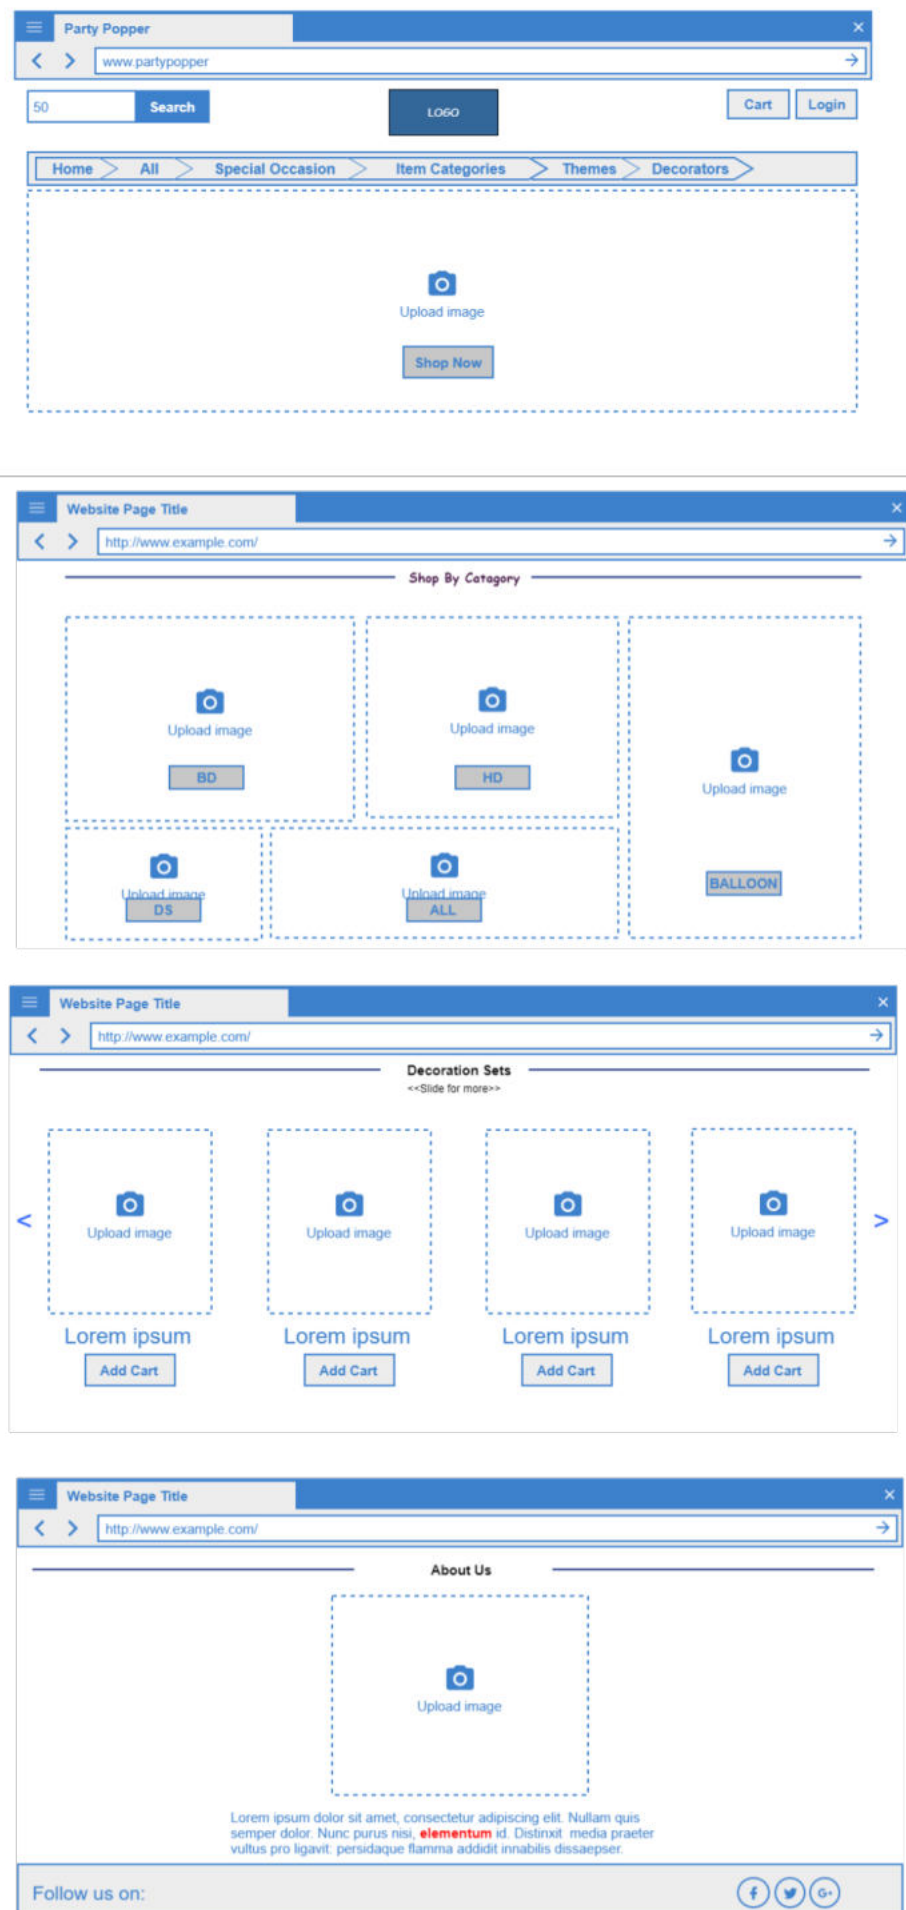 Party Popper
www.partypopper
50 Search LOGO Cart Login
Home All Special Occasion Item Categories Themes Decorators
Upload image
Shop Now
Website Page Title
http://www.example.com/
Shop By Catagory
Upload image Upload image
BD HD
Upload image
BALLOON
Upload image Upload image
DS ALL
Website Page Title
http://www.example.com/
Decoration Sets
<<Slide for more>>
Upload image Upload image Upload image Upload image
< >
Lorem ipsum Lorem ipsum Lorem ipsum Lorem ipsum
Add Cart Add Cart Add Cart Add Cart
Website Page Title
http://www.example.com/
About Us
Upload image
Lorem ipsum dolor sit amet, consectetur adipiscing elit. Nullam quis
semper dolor. Nunc purus nisi, elementum id. Distinxit media praeter
vultus pro ligavit: persidaque flamma addidit innabilis dissaepser.
Follow us on: